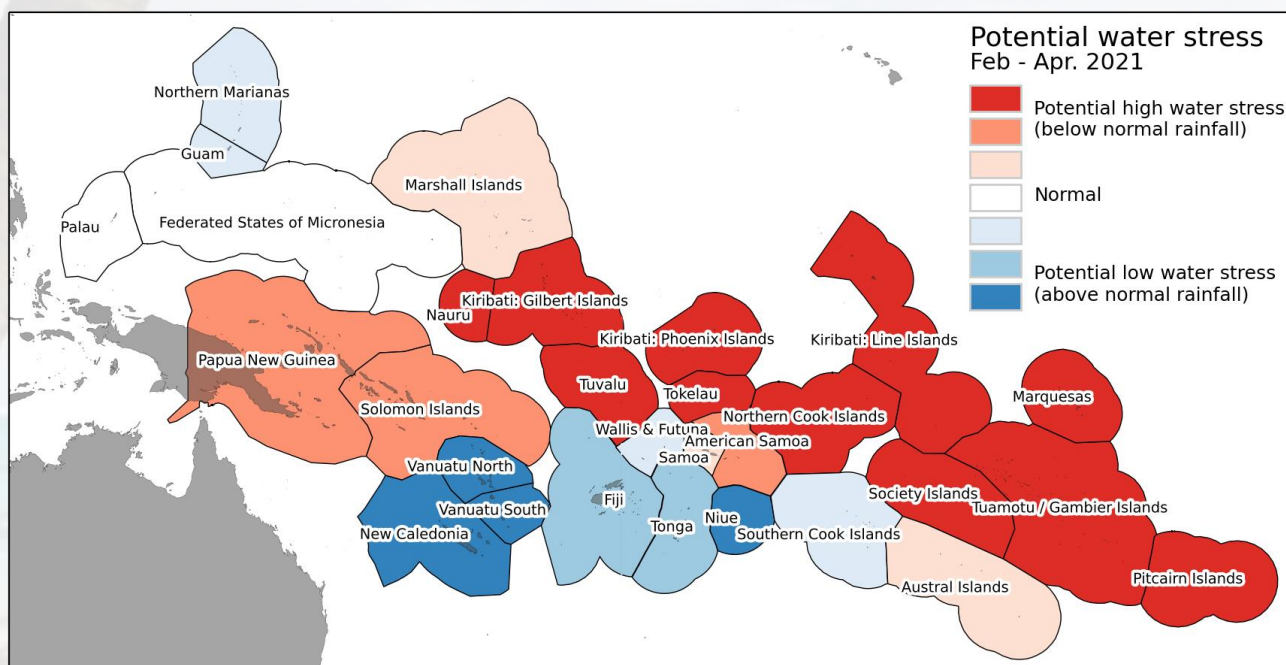 Potential water stress
Feb - Apr. 2021
Potential high water stress
(below normal rainfall)
Normal
Potential low water stress
(above normal rainfall)
Northern Marianas
Guam
Marshall Islands
Palau
Federated States of Micronesia
Kiribati: Gilbert Islands
Nauru
Kiribati: Phoenix Islands
Kiribati: Line Islands
Papua New Guinea
Tuvalu
Tokelau
Marquesas
Solomon Islands
Northern Cook Islands
Wallis & Futuna
American Samoa
Samoa
Vanuatu North
Fiji
Society Islands
Tuamotu / Gambier Islands
Vanuatu South
Niue
Tonga
New Caledonia
Southern Cook Islands
Pitcairn Islands
Austral Islands